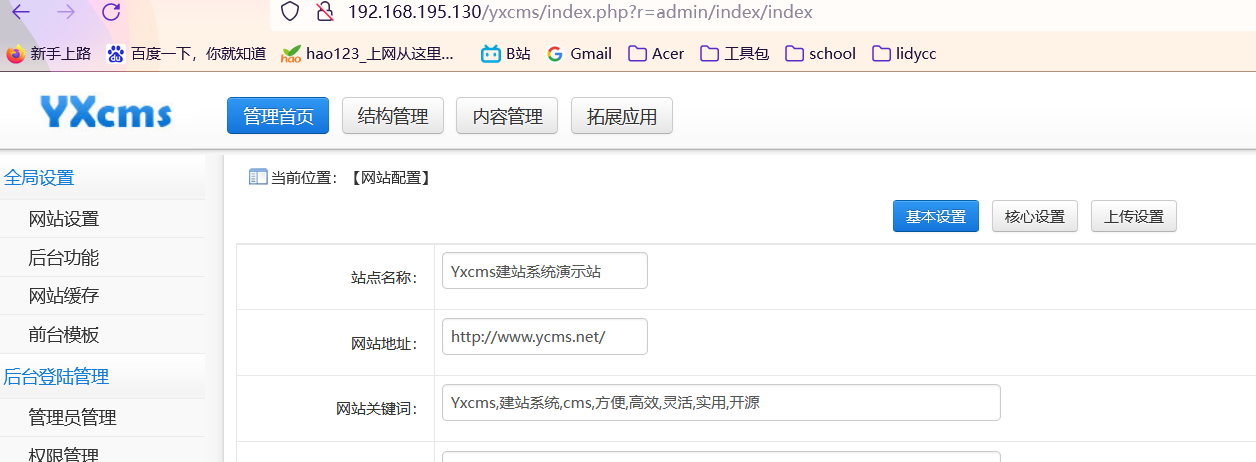 192.168.195.130/yxcms/index.php?r=admin/index/index
新手上路 百度一下，你就知道 hao123_上网从这里... B站 Gmail Acer 工具包 school lidycc
YXcms 管理首页 结构管理 内容管理 拓展应用
全局设置
网站设置
后台功能
网站缓存
前台模板
后台登陆管理
管理员管理
权限管理
当前位置：【网站配置】
基本设置 核心设置 上传设置
站点名称： Yxcms建站系统演示站
网站地址： http://www.ycms.net/
网站关键词： Yxcms,建站系统,cms,方便,高效,灵活,实用,开源